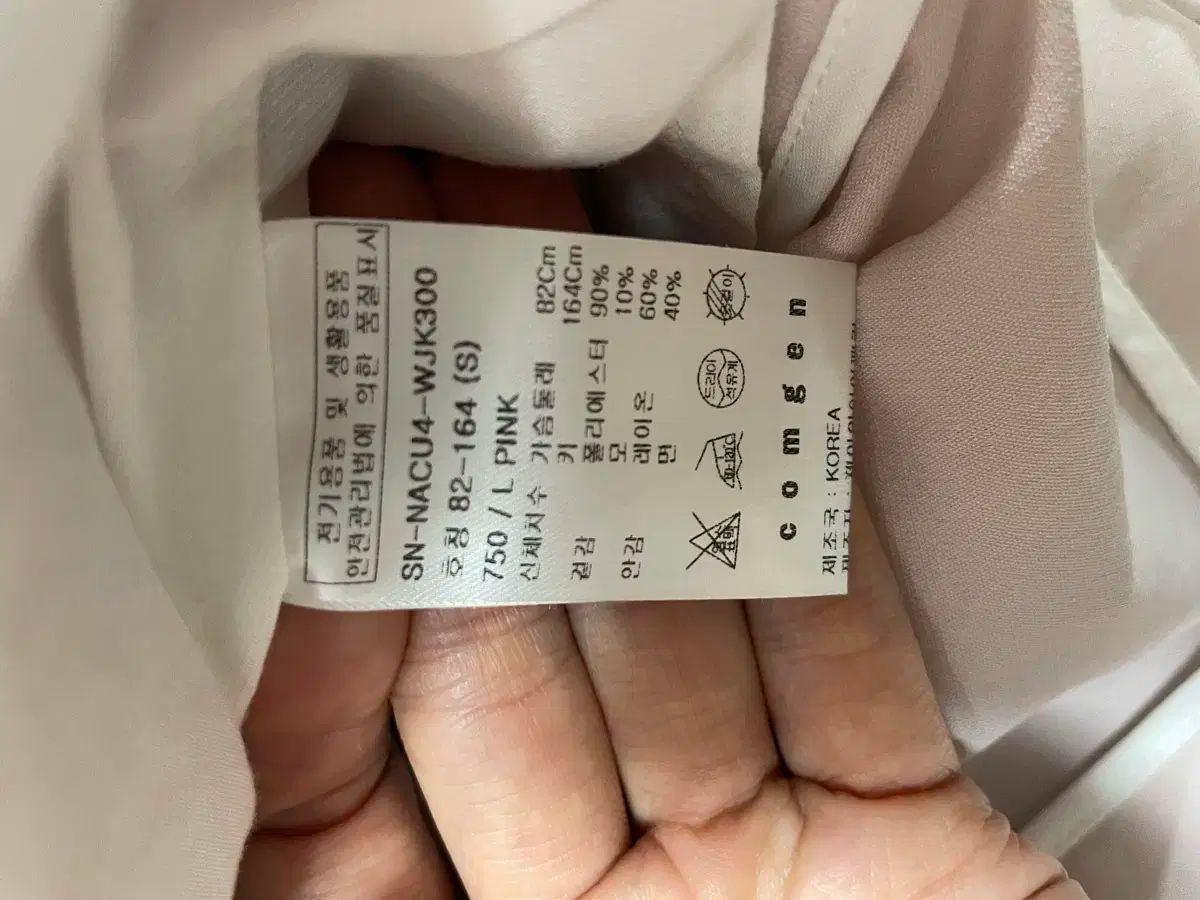 전기용품 및 생활용품
안전관리법에 의한 품질표시
SN-NACU4-WJK300
호칭 82-164 (S)
750 / L PINK
신체치수 가슴둘레 82Cm
키 164Cm
겉감 폴리에스터 90%
모 10%
안감 레이온 60%
면 40%
드라이
석유계
comgen
제조국 : KOREA